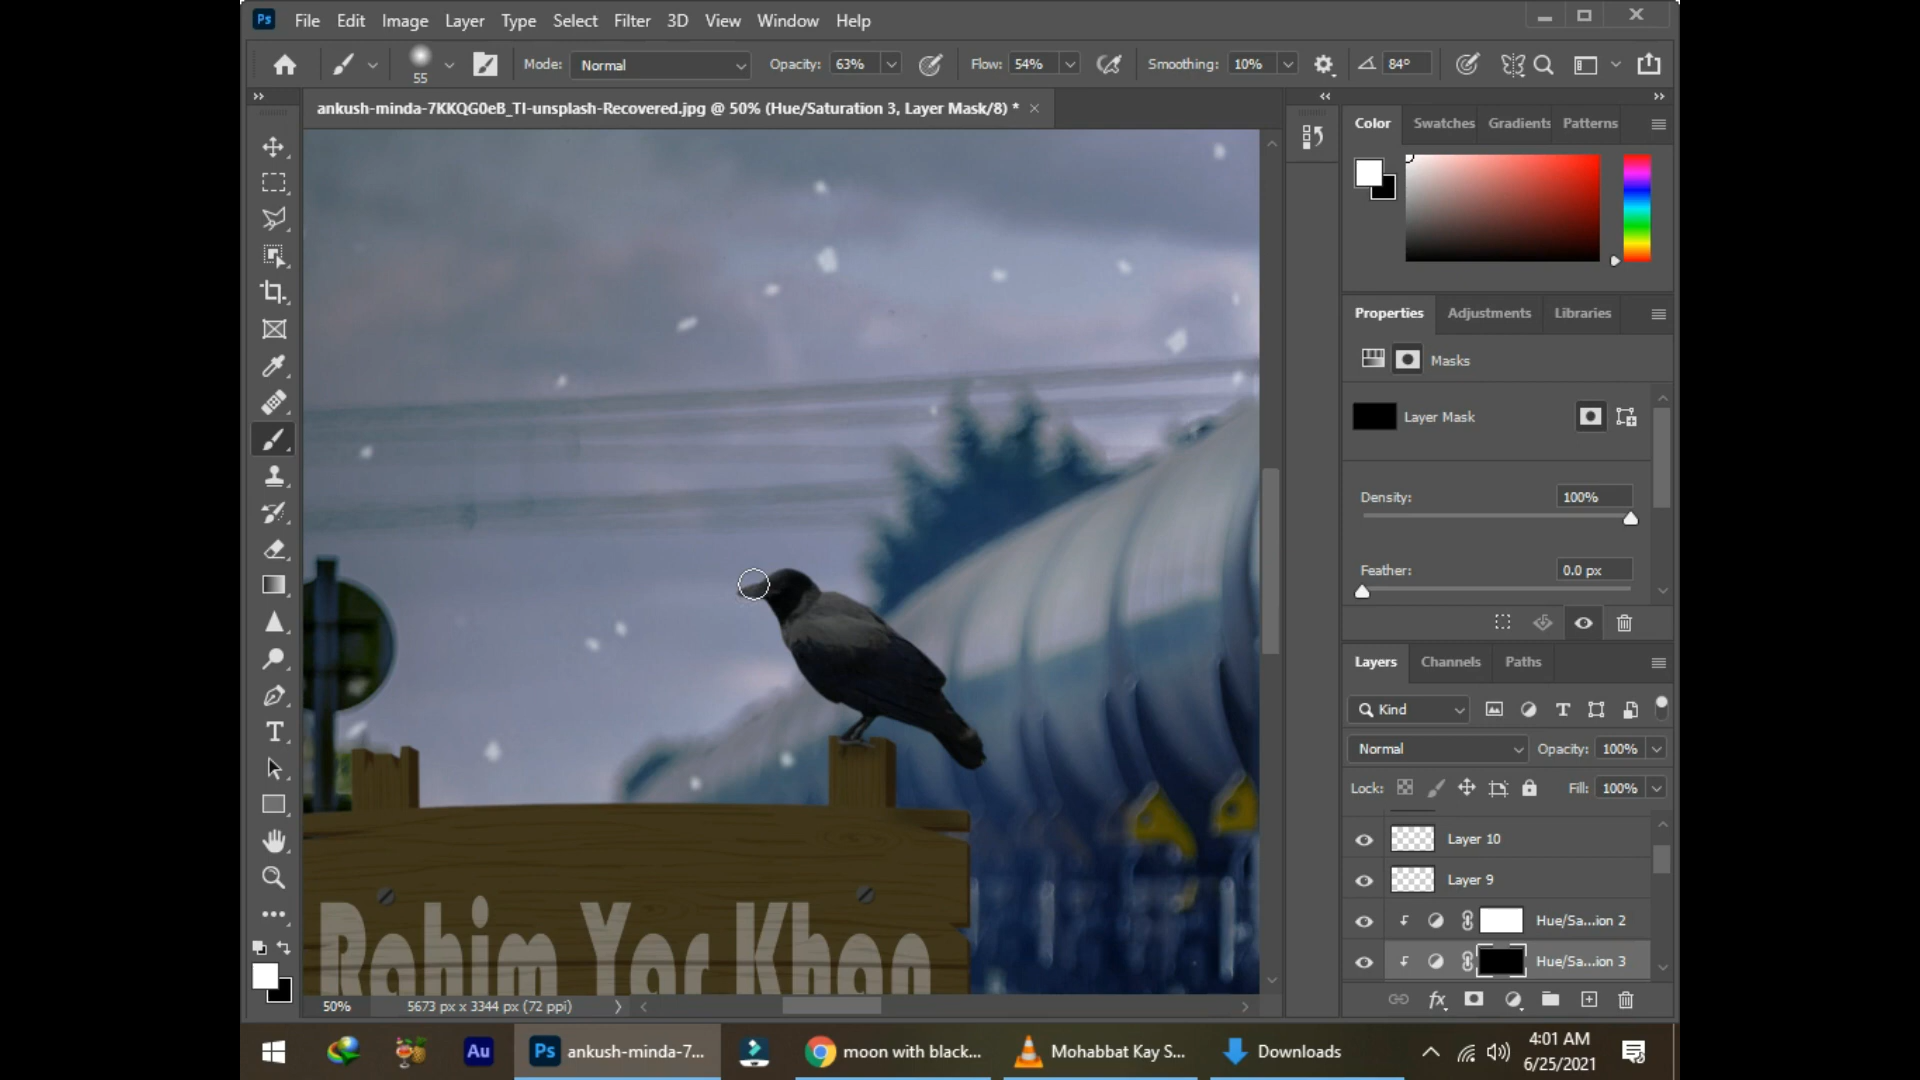 Ps File Edit Image Layer Type Select Filter 3D View Window Help
55 Mode: Normal Opacity: 63% Flow: 54% Smoothing: 10% 84°
ankush-minda-7KKQG0eB_TI-unsplash-Recovered.jpg @ 50% (Hue/Saturation 3, Layer Mask/8) *
Color Swatches Gradients Patterns
Properties Adjustments Libraries
Masks
Layer Mask
Density: 100%
Feather: 0.0 px
Layers Channels Paths
Kind
Normal Opacity: 100%
Lock: Fill: 100%
Layer 10
Layer 9
Hue/Sa...ion 2
Hue/Sa...ion 3
Rahim Yar Khan
50% 5673 px x 3344 px (72 ppi)
Au Ps ankush-minda-7... moon with black... Mohabbat Kay S... Downloads
4:01 AM
6/25/2021